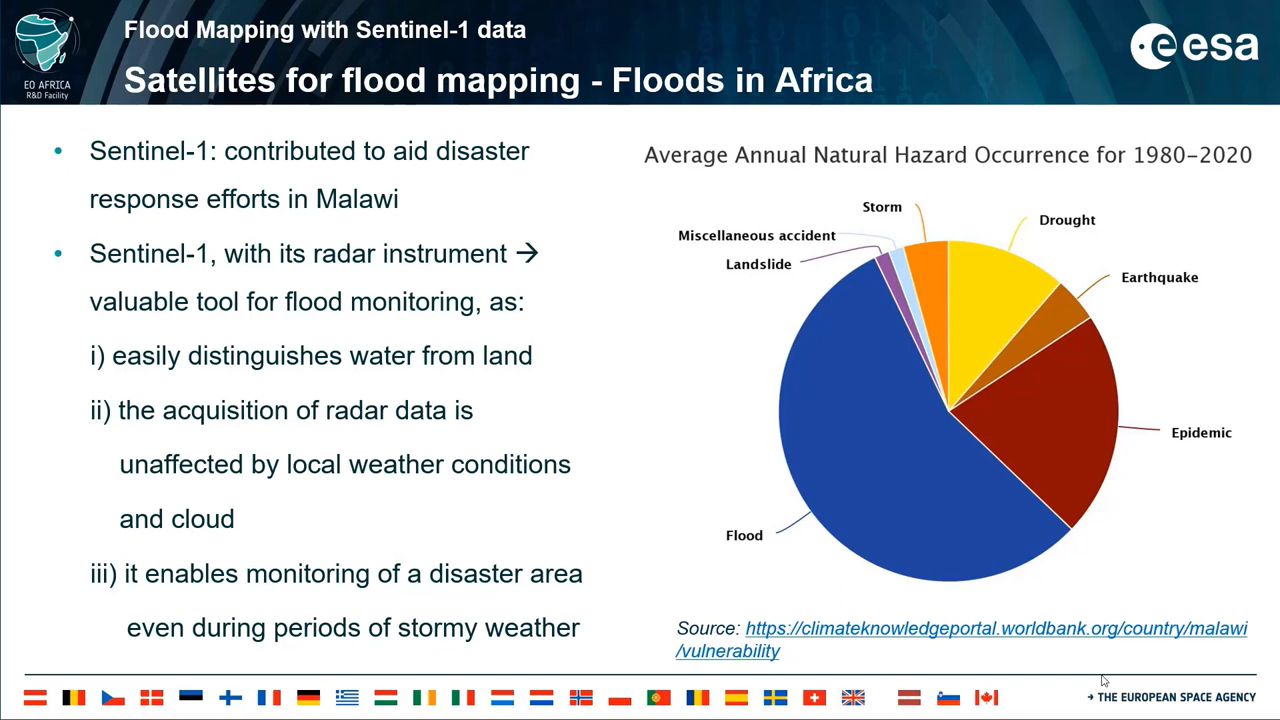 Flood Mapping with Sentinel-1 data
Satellites for flood mapping - Floods in Africa
EO AFRICA
R&D Facility
esa
• Sentinel-1: contributed to aid disaster
response efforts in Malawi
• Sentinel-1, with its radar instrument →
valuable tool for flood monitoring, as:
i) easily distinguishes water from land
ii) the acquisition of radar data is
unaffected by local weather conditions
and cloud
iii) it enables monitoring of a disaster area
even during periods of stormy weather
Average Annual Natural Hazard Occurrence for 1980-2020
Storm
Drought
Miscellaneous accident
Landslide
Earthquake
Epidemic
Flood
Source: https://climateknowledgeportal.worldbank.org/country/malawi
/vulnerability
→ THE EUROPEAN SPACE AGENCY